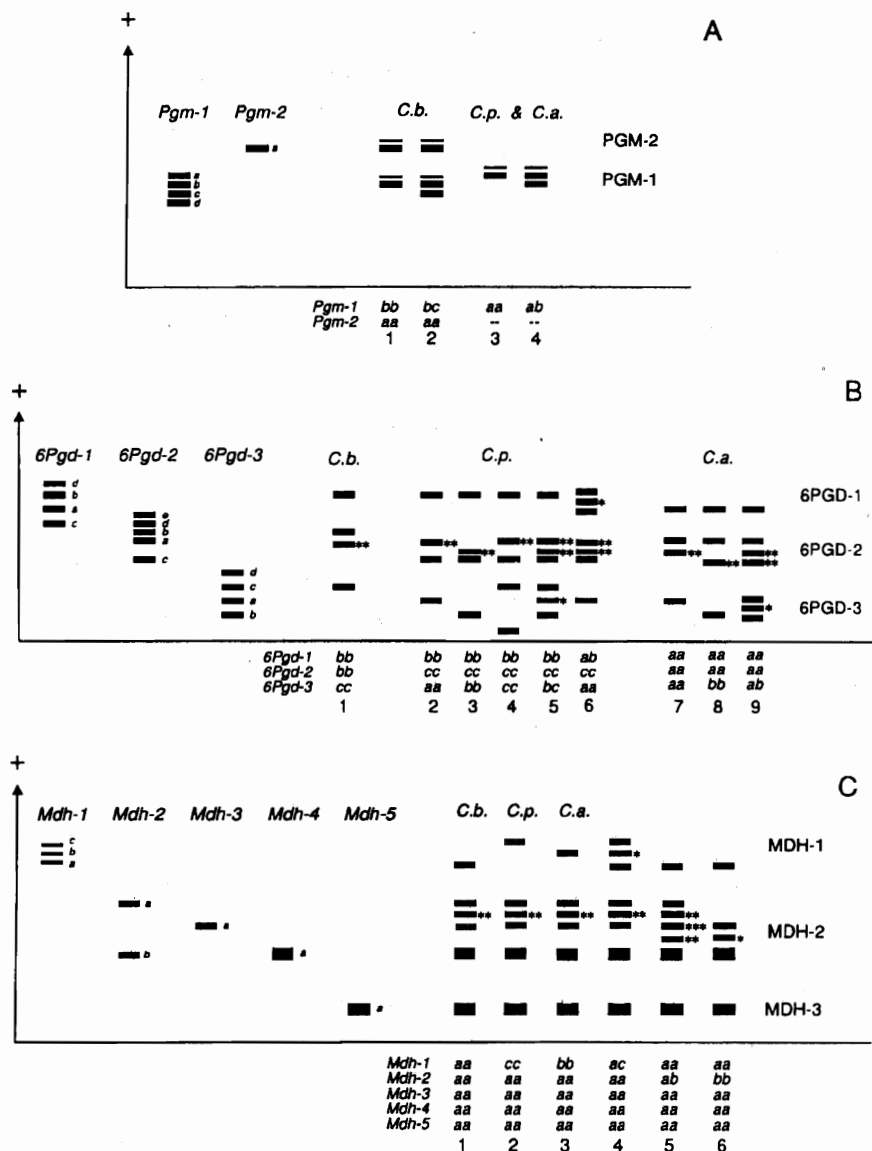 +
A
Pgm-1 Pgm-2 C.b. C.p. & C.a.
PGM-2
a
a
PGM-1
b
c
d
Pgm-1 bb bc aa ab
Pgm-2 aa aa -- --
1 2 3 4
+
B
6Pgd-1 6Pgd-2 6Pgd-3 C.b. C.p. C.a.
d
b 6PGD-1
*
a
e
c d
b
a ** ** ** ** ** 6PGD-2
** ** ** ** **
c ** **
d
c
a * 6PGD-3
*
b
6Pgd-1 bb bb bb bb bb ab aa aa aa
6Pgd-2 bb cc cc cc cc cc aa aa aa
6Pgd-3 cc aa bb cc bc aa aa bb ab
1 2 3 4 5 6 7 8 9
+
C
Mdh-1 Mdh-2 Mdh-3 Mdh-4 Mdh-5 C.b. C.p. C.a.
c MDH-1
b *
a
a
** ** ** ** **
a *** MDH-2
** *
b a
a MDH-3
Mdh-1 aa cc bb ac aa aa
Mdh-2 aa aa aa aa ab bb
Mdh-3 aa aa aa aa aa aa
Mdh-4 aa aa aa aa aa aa
Mdh-5 aa aa aa aa aa aa
1 2 3 4 5 6